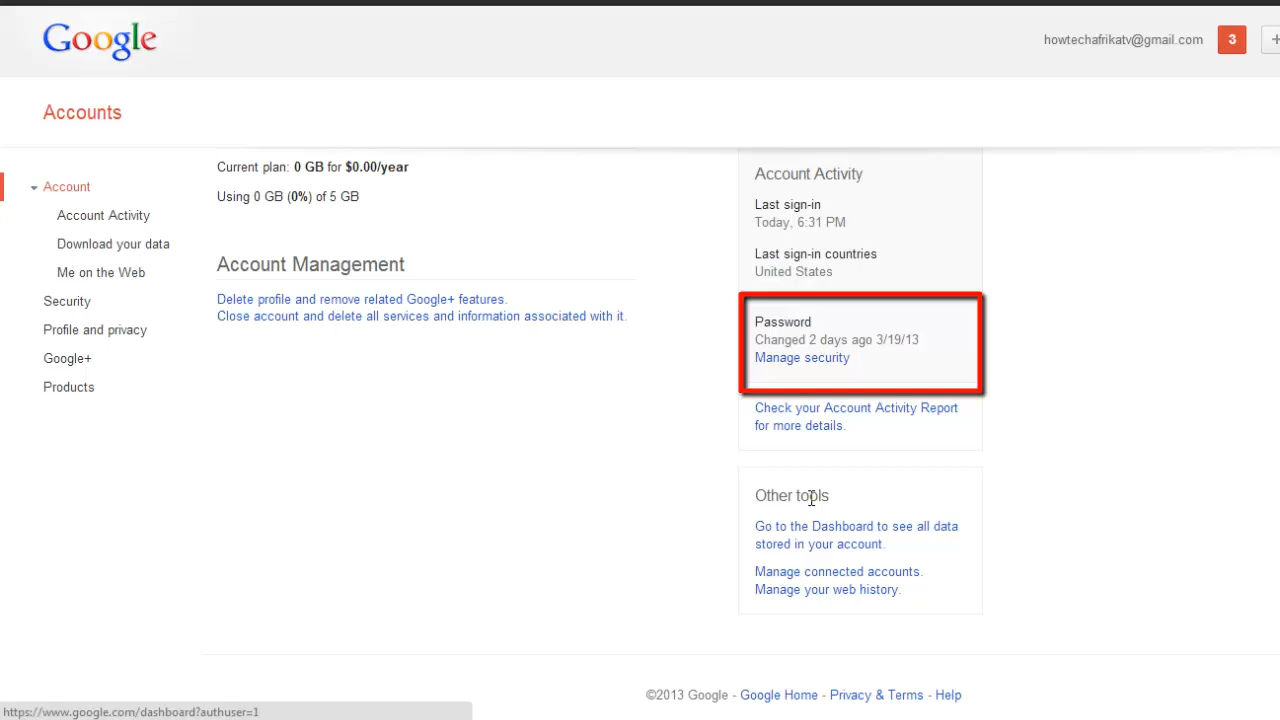 Google
howtechafrikatv@gmail.com 3 +
Accounts
Account
Account Activity
Download your data
Me on the Web
Security
Profile and privacy
Google+
Products
Current plan: 0 GB for $0.00/year
Using 0 GB (0%) of 5 GB
Account Management
Delete profile and remove related Google+ features.
Close account and delete all services and information associated with it.
Account Activity
Last sign-in
Today, 6:31 PM
Last sign-in countries
United States
Password
Changed 2 days ago 3/19/13
Manage security
Check your Account Activity Report
for more details.
Other tools
Go to the Dashboard to see all data
stored in your account.
Manage connected accounts.
Manage your web history.
©2013 Google - Google Home - Privacy & Terms - Help
https://www.google.com/dashboard?authuser=1